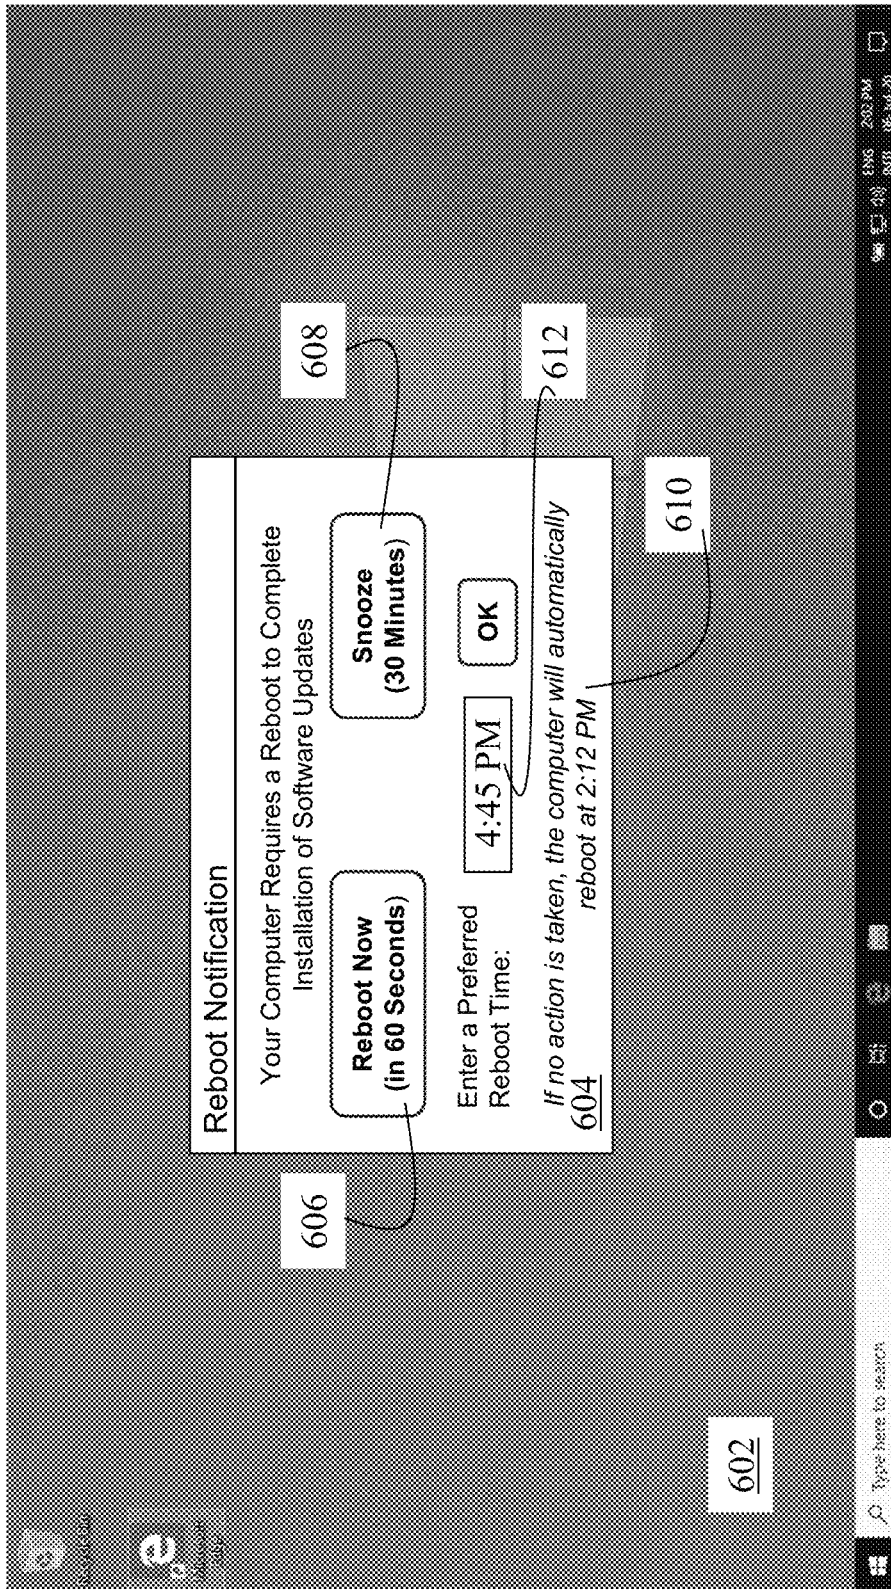 608
606
Reboot Notification
Your Computer Requires a Reboot to Complete
Installation of Software Updates
Reboot Now
(in 60 Seconds)
Snooze
(30 Minutes)
Enter a Preferred
Reboot Time:
4:45 PM
OK
612
If no action is taken, the computer will automatically
reboot at 2:12 PM
604
610
602
Type here to search
ENG
2:02 PM